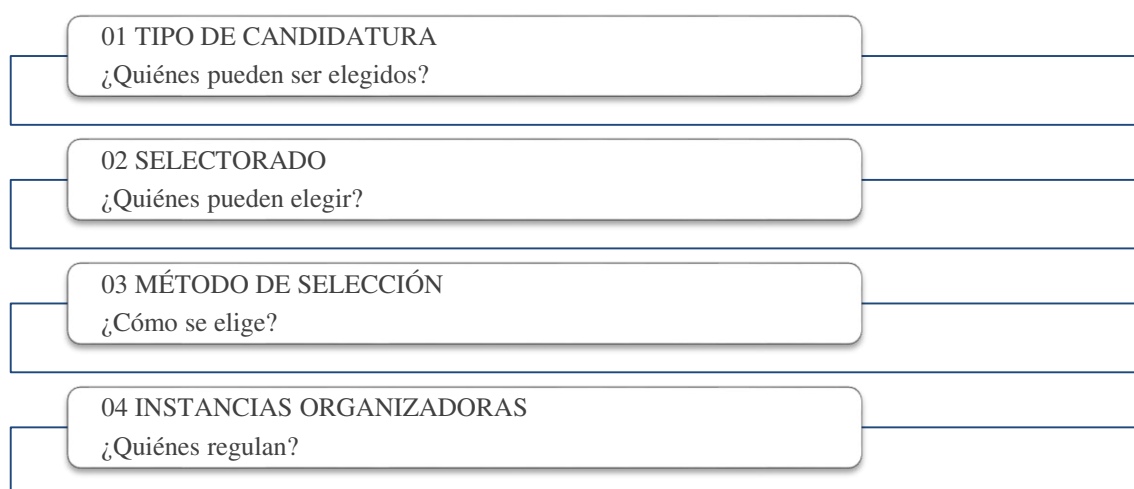 01 TIPO DE CANDIDATURA
¿Quiénes pueden ser elegidos?
02 SELECTORADO
¿Quiénes pueden elegir?
03 MÉTODO DE SELECCIÓN
¿Cómo se elige?
04 INSTANCIAS ORGANIZADORAS
¿Quiénes regulan?